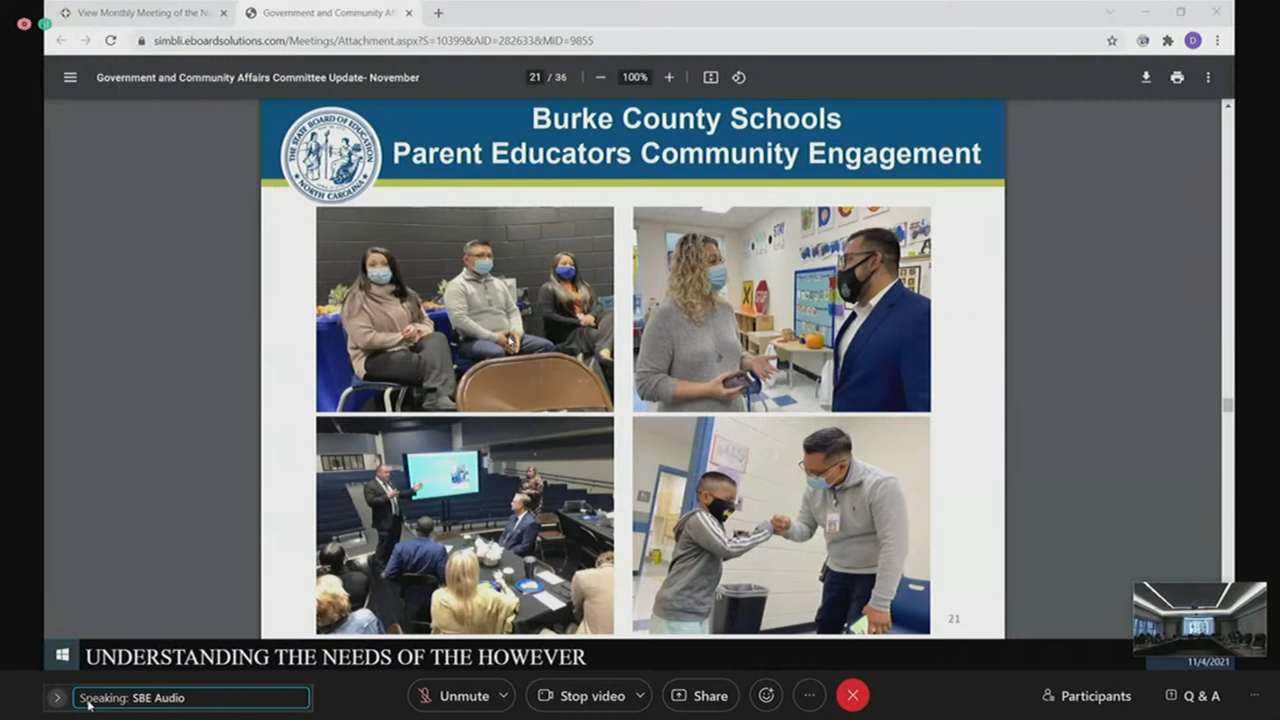 View Monthly Meeting of the N
Government and Community Af
simbli.eboardsolutions.com/Meetings/Attachment.aspx?S=10399&AID=282633&MID=9855
D
Government and Community Affairs Committee Update- November
21 / 36
100%
Burke County Schools
Parent Educators Community Engagement
THE STATE BOARD OF EDUCATION
NORTH CAROLINA
STAY
STOP
21
UNDERSTANDING THE NEEDS OF THE HOWEVER
11/4/2021
Speaking: SBE Audio
Unmute
Stop video
Share
Participants
Q & A